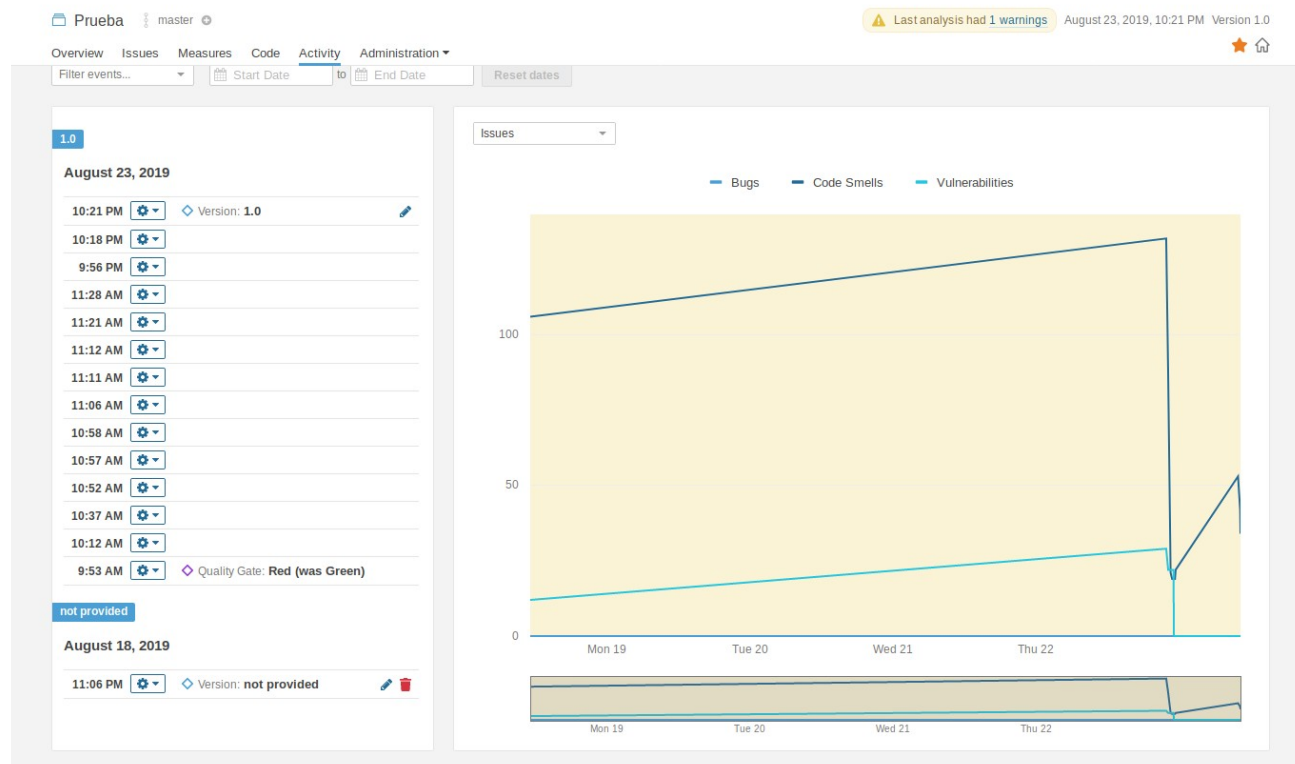 Prueba master
Last analysis had 1 warnings August 23, 2019, 10:21 PM Version 1.0
Overview Issues Measures Code Activity Administration
Filter events... Start Date to End Date Reset dates
1.0
August 23, 2019
10:21 PM Version: 1.0
10:18 PM
9:56 PM
11:28 AM
11:21 AM
11:12 AM
11:11 AM
11:06 AM
10:58 AM
10:57 AM
10:52 AM
10:37 AM
10:12 AM
9:53 AM Quality Gate: Red (was Green)
not provided
August 18, 2019
11:06 PM Version: not provided
Issues
Bugs Code Smells Vulnerabilities
100
50
0
Mon 19 Tue 20 Wed 21 Thu 22
Mon 19 Tue 20 Wed 21 Thu 22